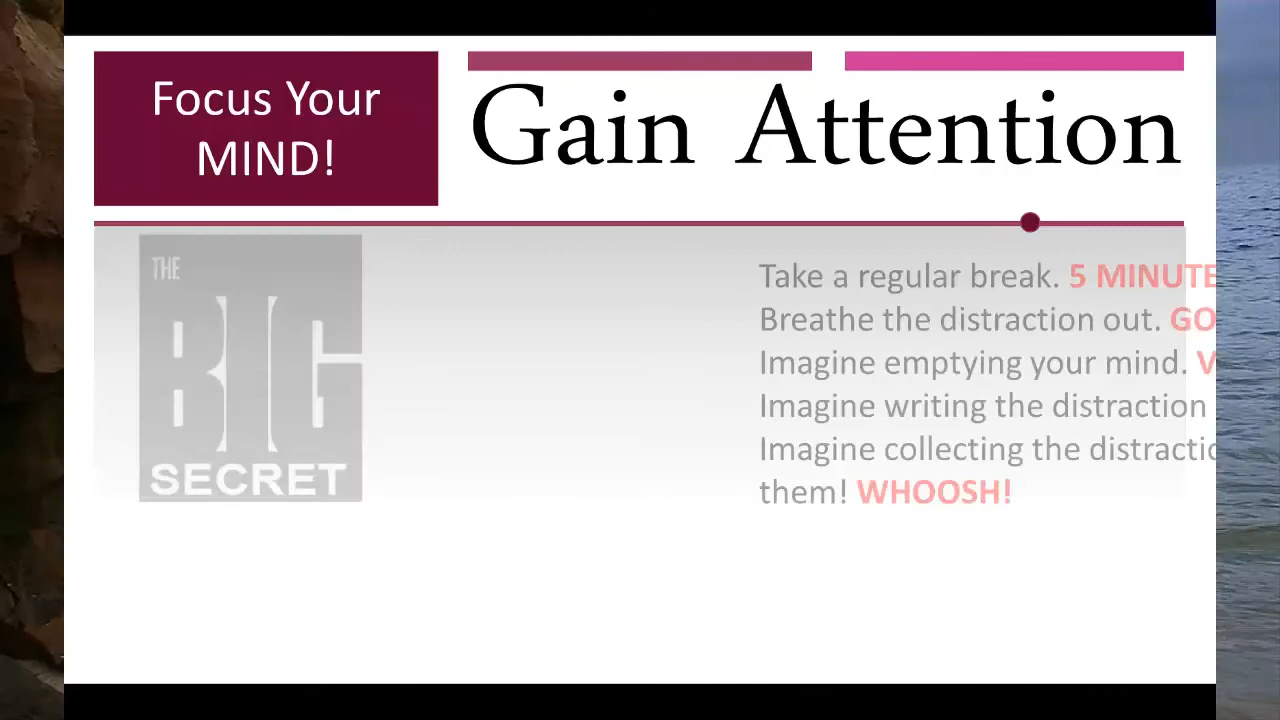 Focus Your
MIND!
Gain Attention
THE
BIG
SECRET
Take a regular break. 5 MINUTE
Breathe the distraction out. GO
Imagine emptying your mind. V
Imagine writing the distraction
Imagine collecting the distractic
them! WHOOSH!